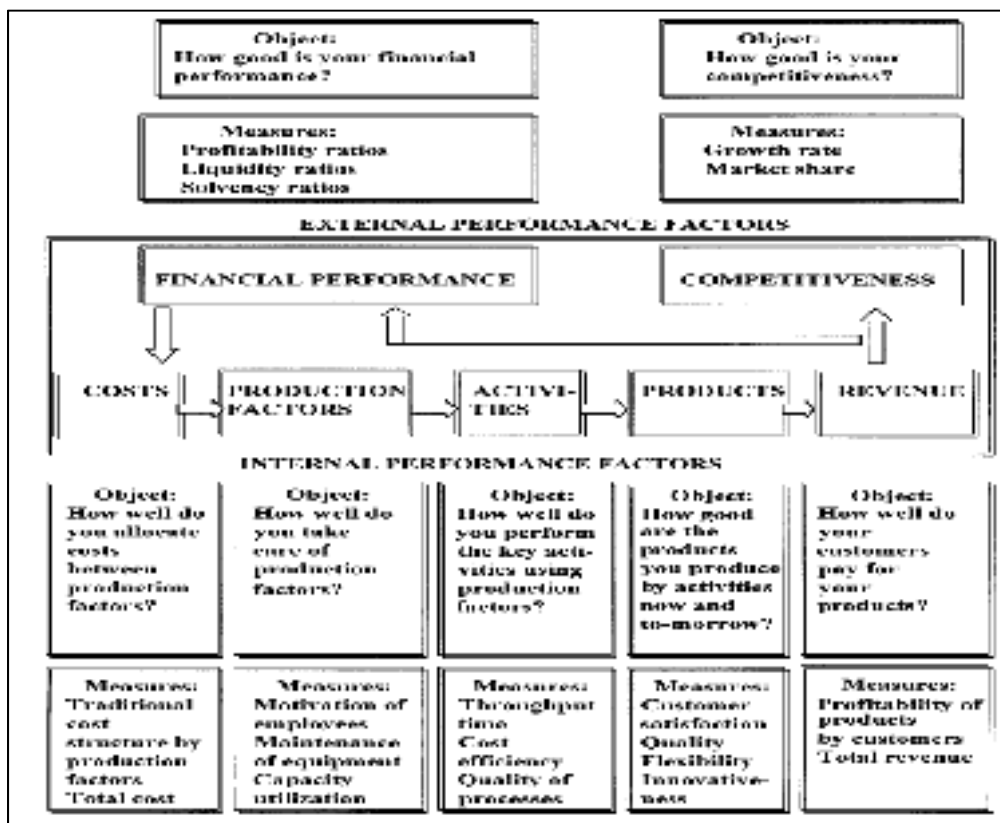 Object:
How good is your financial
performance?
Object:
How good is your
competitiveness?
Measures:
Profitability ratios
Liquidity ratios
Solvency ratios
Measures:
Growth rate
Market share
EXTERNAL PERFORMANCE FACTORS
FINANCIAL PERFORMANCE
COMPETITIVENESS
COSTS
PRODUCTION
FACTORS
ACTIVI-
TIES
PRODUCTS
REVENUE
INTERNAL PERFORMANCE FACTORS
Object:
How well do
you allocate
costs
between
production
factors?
Object:
How well do
you take
care of
production
factors?
Object:
How well do
you perform
the key acti-
vities using
production
factors?
Object:
How good
are the
products
you produce
by activities
now and
to-morrow?
Object:
How well do
your
customers
pay for
your
products?
Measures:
Traditional
cost
structure by
production
factors
Total cost
Measures:
Motivation of
employees
Maintenance
of equipment
Capacity
utilization
Measures:
Throughput
time
Cost
efficiency
Quality of
processes
Measures:
Customer
satisfaction
Quality
Flexibility
Innovative-
ness
Measures:
Profitability of
products
by customers
Total revenue